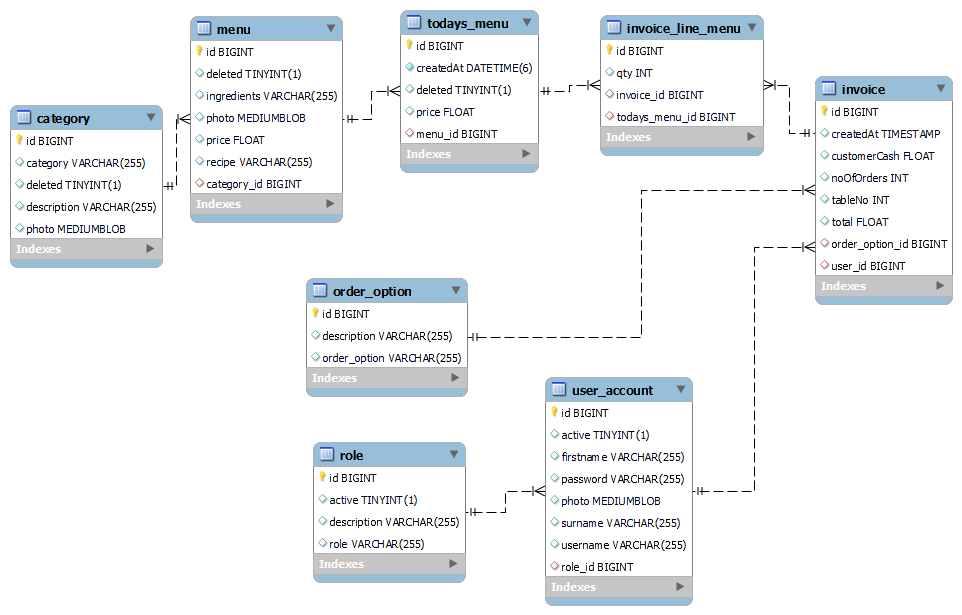 category
id BIGINT
category VARCHAR(255)
deleted TINYINT(1)
description VARCHAR(255)
photo MEDIUMBLOB
Indexes
menu
id BIGINT
deleted TINYINT(1)
ingredients VARCHAR(255)
photo MEDIUMBLOB
price FLOAT
recipe VARCHAR(255)
category_id BIGINT
Indexes
todays_menu
id BIGINT
createdAt DATETIME(6)
deleted TINYINT(1)
price FLOAT
menu_id BIGINT
Indexes
invoice_line_menu
id BIGINT
qty INT
invoice_id BIGINT
todays_menu_id BIGINT
Indexes
invoice
id BIGINT
createdAt TIMESTAMP
customerCash FLOAT
noOfOrders INT
tableNo INT
total FLOAT
order_option_id BIGINT
user_id BIGINT
Indexes
order_option
id BIGINT
description VARCHAR(255)
order_option VARCHAR(255)
Indexes
role
id BIGINT
active TINYINT(1)
description VARCHAR(255)
role VARCHAR(255)
Indexes
user_account
id BIGINT
active TINYINT(1)
firstname VARCHAR(255)
password VARCHAR(255)
photo MEDIUMBLOB
surname VARCHAR(255)
username VARCHAR(255)
role_id BIGINT
Indexes